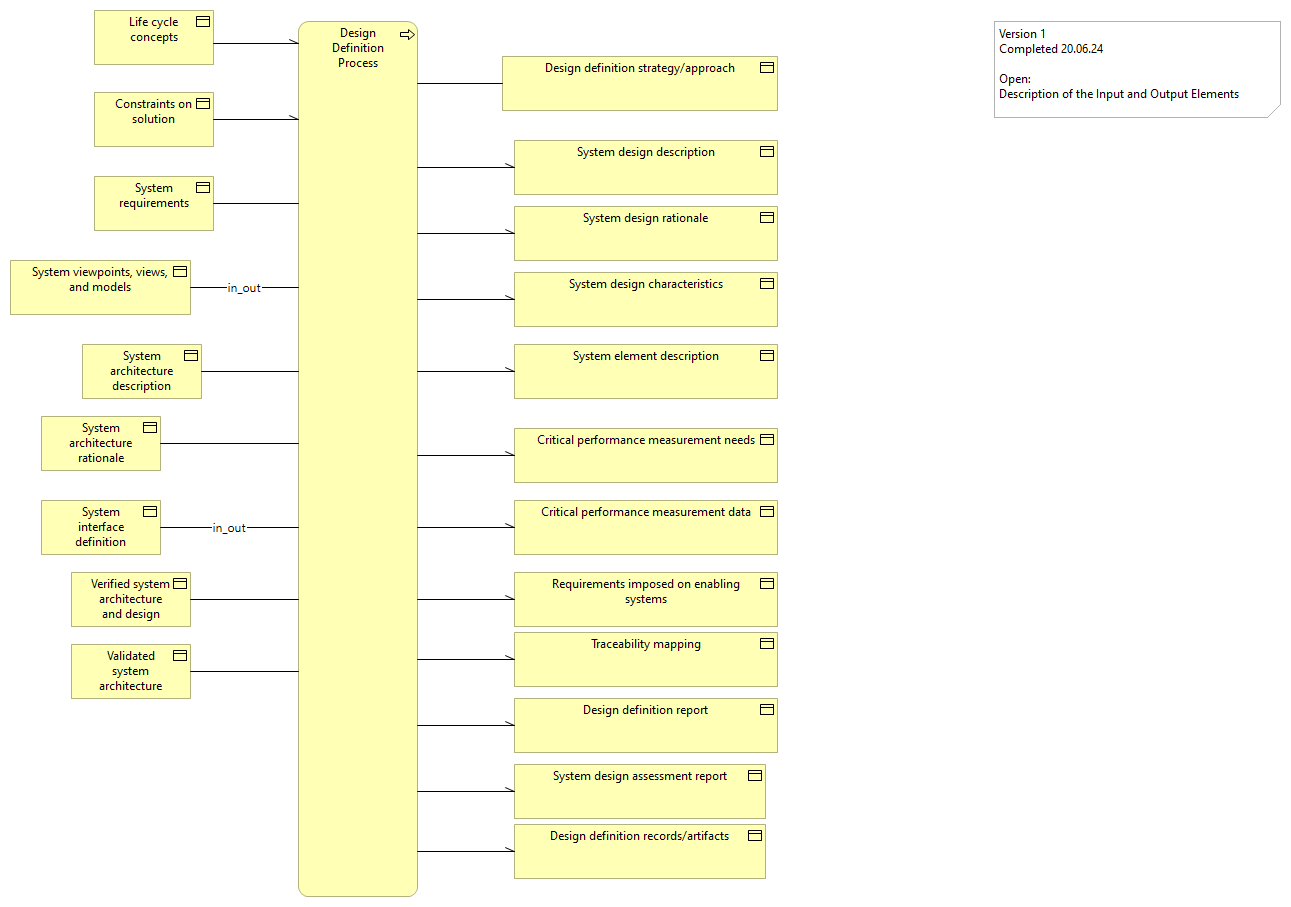 Life cycle
concepts
Constraints on
solution
System
requirements
System viewpoints, views,
and models
in_out
System
architecture
description
System
architecture
rationale
System
interface
definition
in_out
Verified system
architecture
and design
Validated
system
architecture
Design
Definition
Process
Design definition strategy/approach
System design description
System design rationale
System design characteristics
System element description
Critical performance measurement needs
Critical performance measurement data
Requirements imposed on enabling
systems
Traceability mapping
Design definition report
System design assessment report
Design definition records/artifacts
Version 1
Completed 20.06.24
Open:
Description of the Input and Output Elements